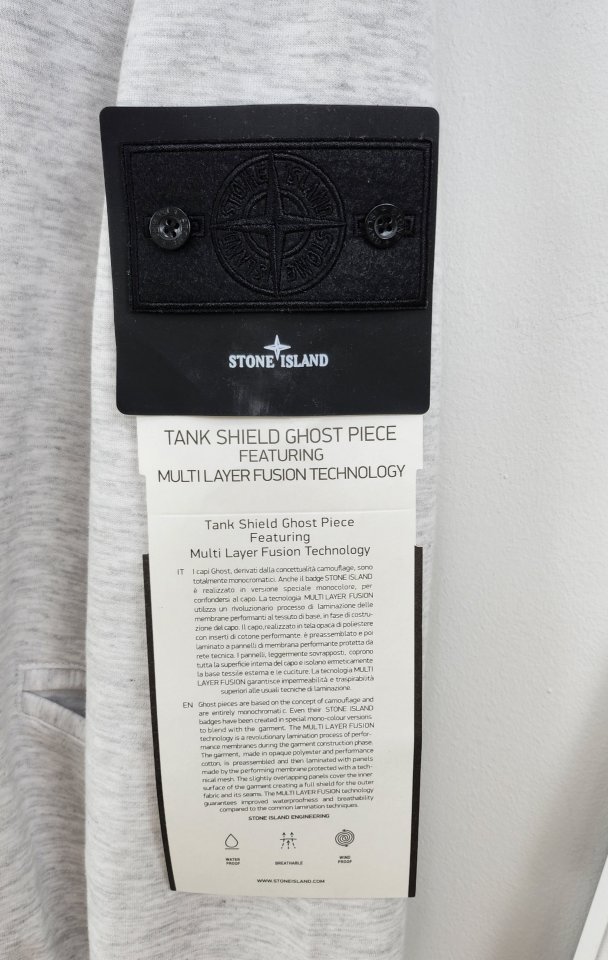 STONE ISLAND
STONE ISLAND
STONE ISLAND
TANK SHIELD GHOST PIECE
FEATURING
MULTI LAYER FUSION TECHNOLOGY
Tank Shield Ghost Piece
Featuring
Multi Layer Fusion Technology
IT I capi Ghost, derivati dalla concettualità camouflage, sono
totalmente monocromatici. Anche il badge STONE ISLAND
è realizzato in versione speciale monocolore, per
confondersi al capo. La tecnologia MULTI LAYER FUSION
utilizza un rivoluzionario processo di laminazione delle
membrane performanti al tessuto di base, in fase di costru-
zione del capo. Il capo, realizzato in tela opaca di poliestere
con inserti di cotone performante, è preassemblato e poi
laminato a pannelli di membrana performante protetta da
rete tecnica. I pannelli, leggermente sovrapposti, coprono
tutta la superficie interna del capo e isolano ermeticamente
la base tessile esterna e le cuciture. La tecnologia MULTI
LAYER FUSION garantisce impermeabilità e traspirabilità
superiori alle usuali tecniche di laminazione.
EN Ghost pieces are based on the concept of camouflage and
are entirely monochromatic. Even their STONE ISLAND
badges have been created in special mono-colour versions
to blend with the garment. The MULTI LAYER FUSION
technology is a revolutionary lamination process of perfor-
mance membranes during the garment construction phase.
The garment, made in opaque polyester and performance
cotton, is preassembled and then laminated with panels
made by the performing membrane protected with a tech-
nical mesh. The slightly overlapping panels cover the inner
surface of the garment creating a full shield for the outer
fabric and its seams. The MULTI LAYER FUSION technology
guarantees improved waterproofness and breathability
compared to the common lamination techniques.
STONE ISLAND ENGINEERING
WATER
PROOF
BREATHABLE
WIND
PROOF
WWW.STONEISLAND.COM